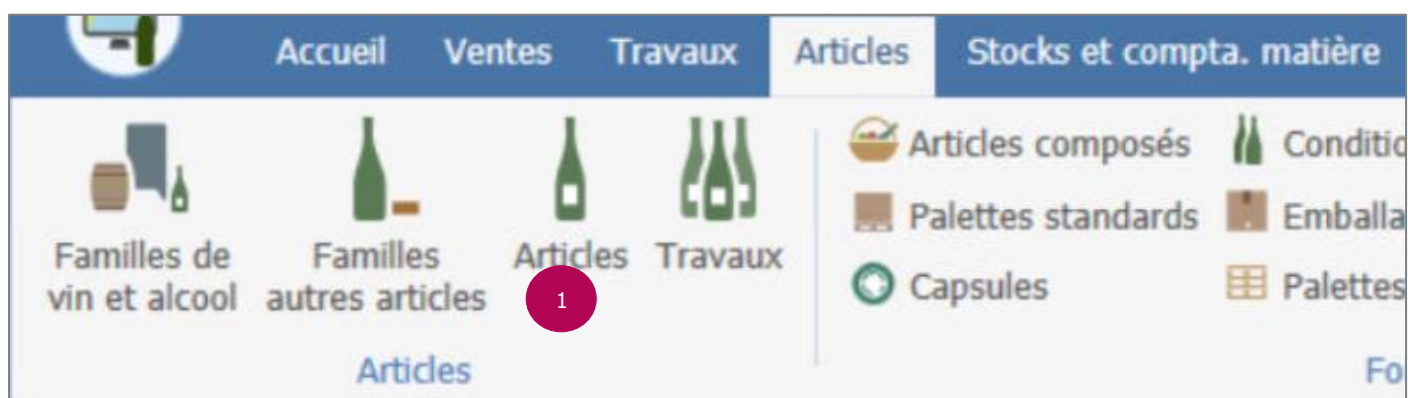 Accueil Ventes Travaux Articles Stocks et compta. matière
Familles de
vin et alcool
Familles
autres articles
Articles
1
Travaux
Articles
Articles composés
Palettes standards
Capsules
Palettes